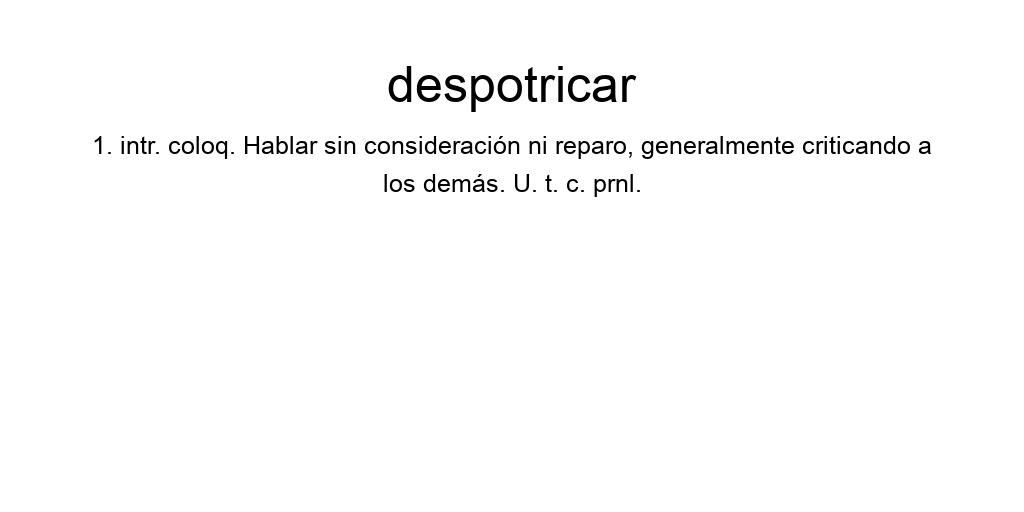 despotricar
1. intr. coloq. Hablar sin consideración ni reparo, generalmente criticando a
los demás. U. t. c. prnl.